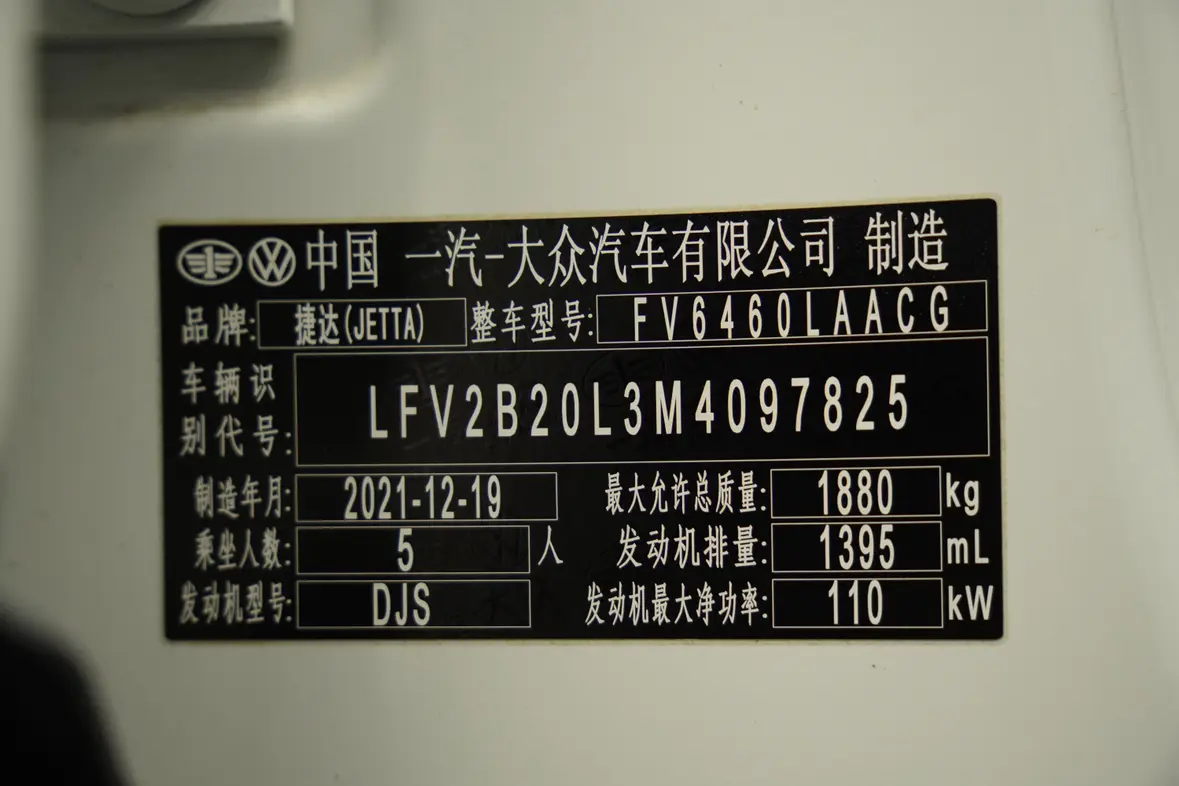 中国 一汽-大众汽车有限公司 制造
品牌: 捷达(JETTA) 整车型号: FV6460LAACG
车辆识别代号: LFV2B20L3M4097825
制造年月: 2021-12-19 最大允许总质量: 1880 kg
乘坐人数: 5 人 发动机排量: 1395 mL
发动机型号: DJS 发动机最大净功率: 110 kW